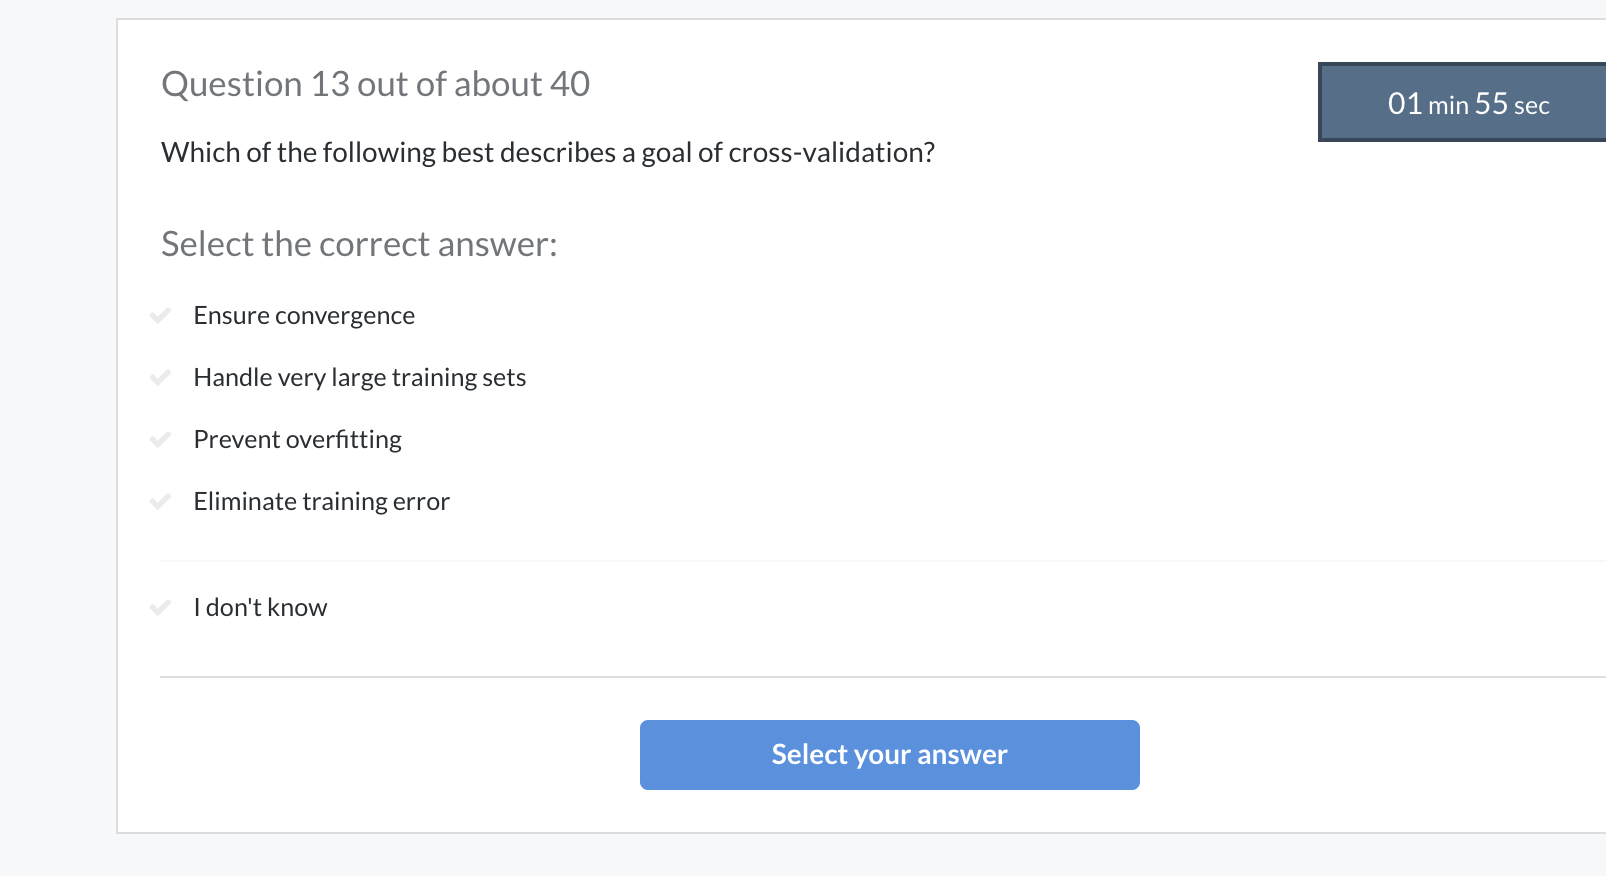 Question 13 out of about 40
01 min 55 sec
Which of the following best describes a goal of cross-validation?
Select the correct answer:
Ensure convergence
Handle very large training sets
Prevent overfitting
Eliminate training error
I don't know
Select your answer